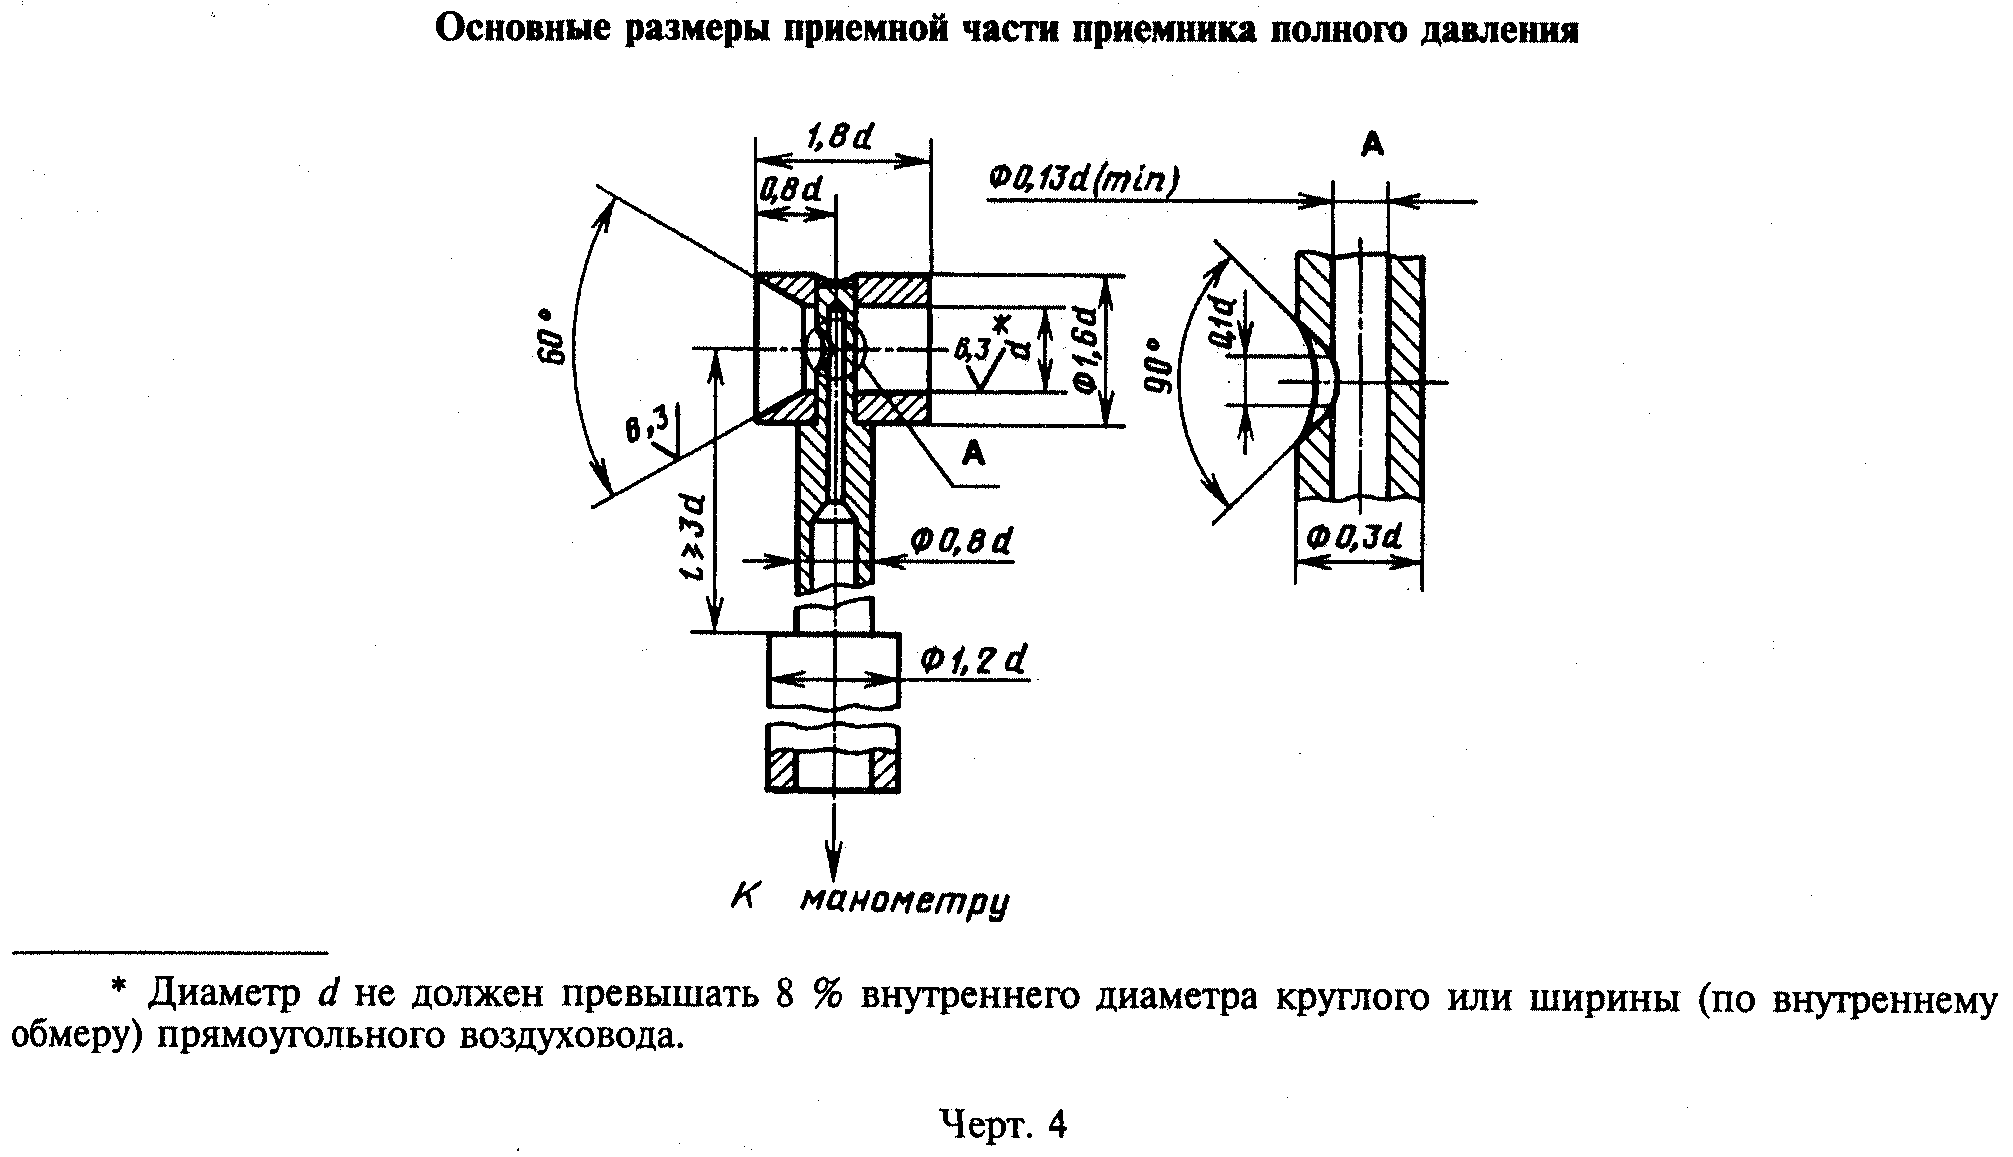 Основные размеры приемной части приемника полного давления
1,8d
A
Ф0,13d(min)
0,8d
60°
6,3
d
*
Ф1,6d
6,3
90°
0,1d
A
l⩾3d
Ф0,8d
Ф0,3d
Ф1,2d
К манометру
* Диаметр d не должен превышать 8 % внутреннего диаметра круглого или ширины (по внутреннему
обмеру) прямоугольного воздуховода.
Черт. 4